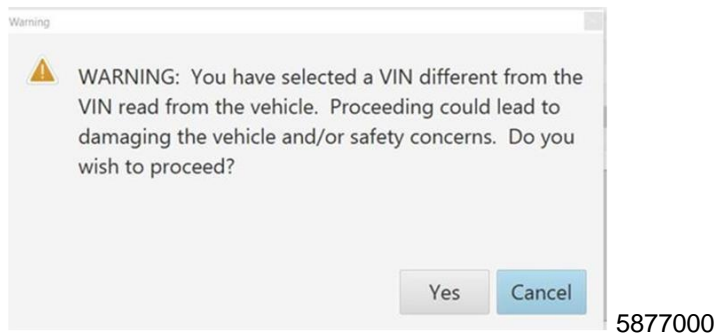 Warning
WARNING: You have selected a VIN different from the
VIN read from the vehicle. Proceeding could lead to
damaging the vehicle and/or safety concerns. Do you
wish to proceed?
Yes Cancel
5877000